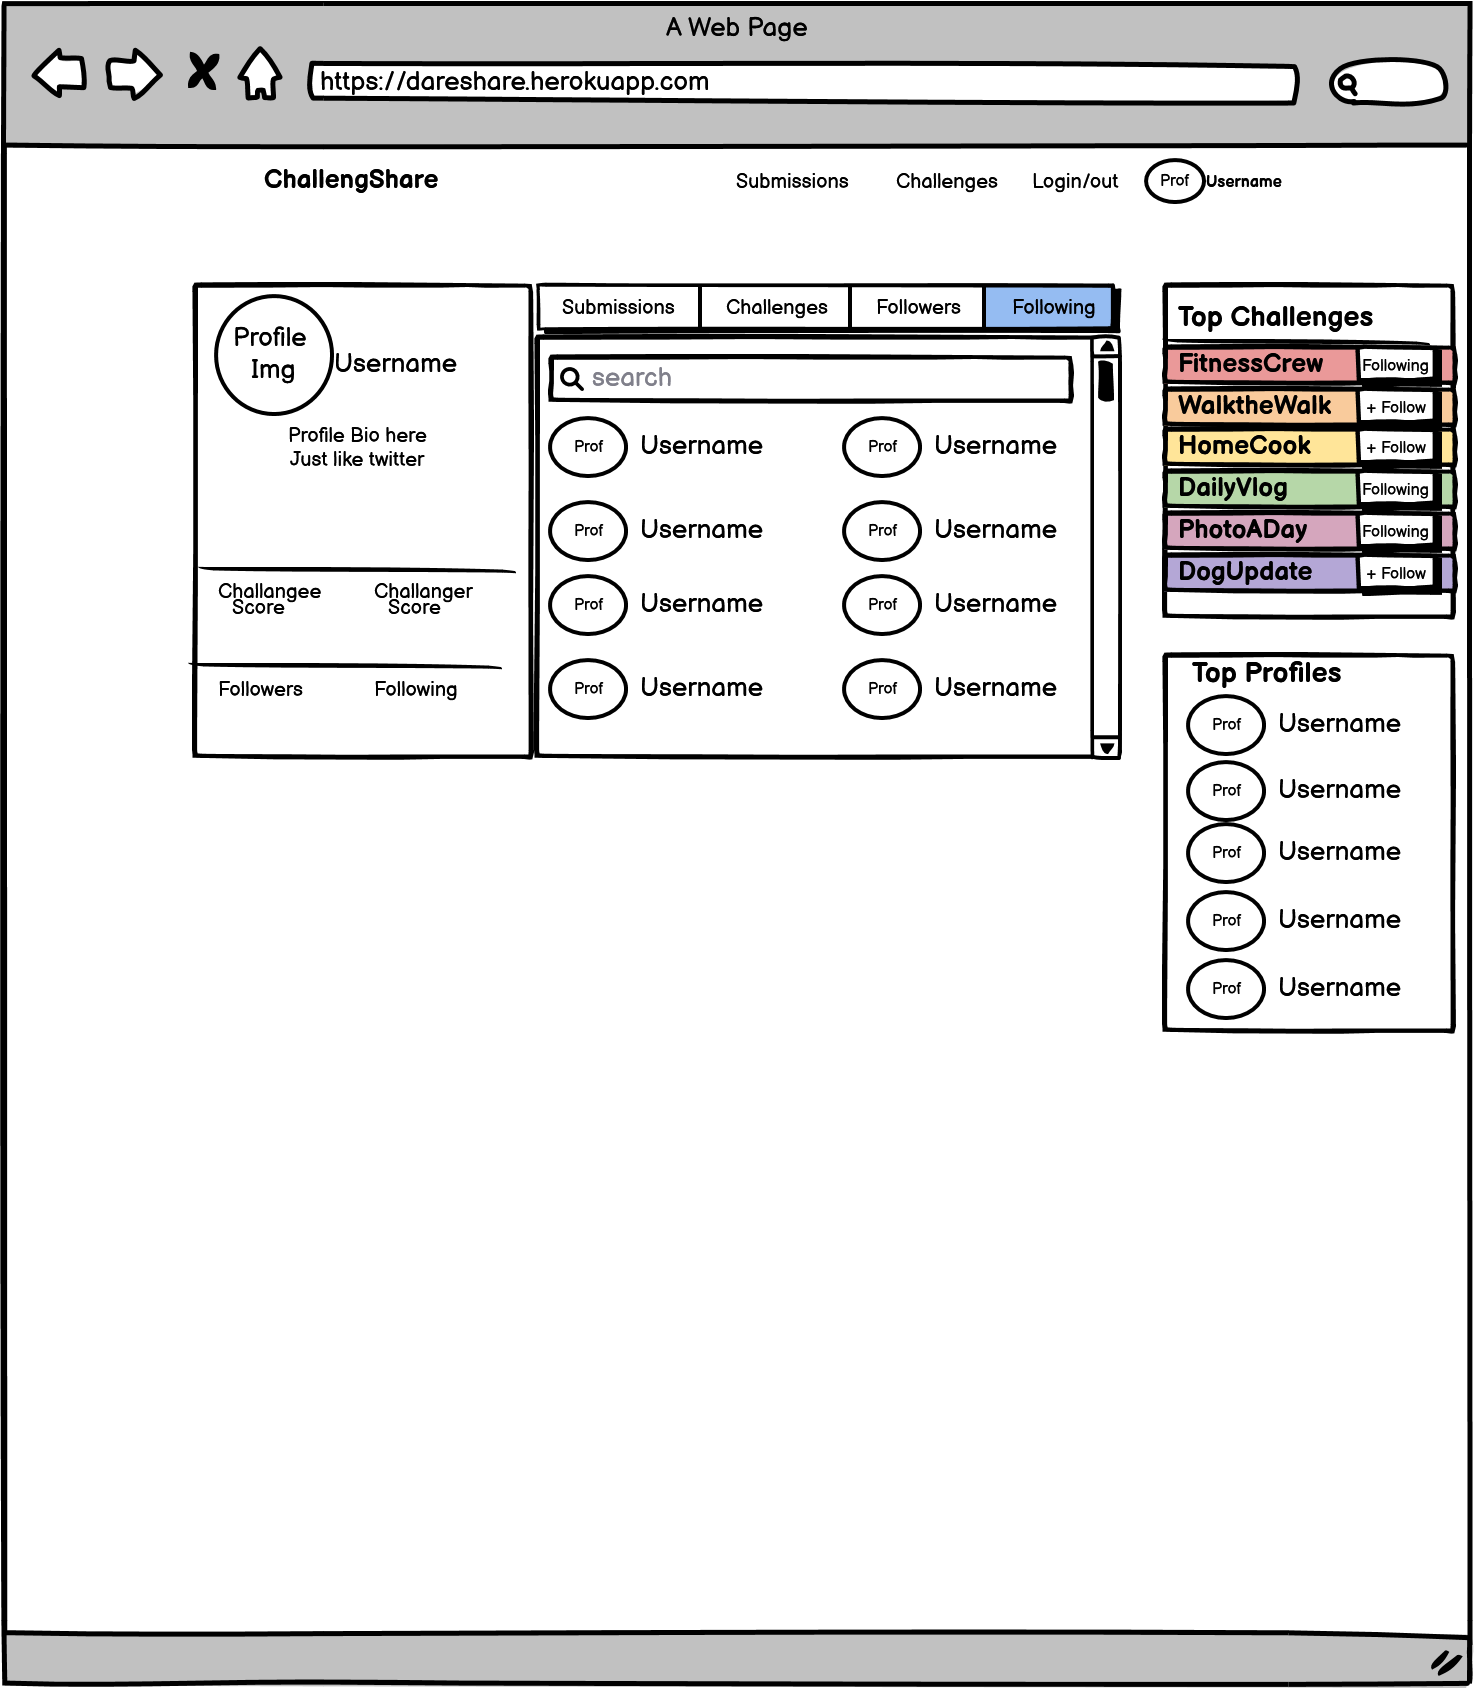 A Web Page
https://dareshare.herokuapp.com
ChallengShare
Submissions
Challenges
Login/out
Prof
Username
Profile
Img
Username
Profile Bio here
Just like twitter
Challangee
Score
Challanger
Score
Followers
Following
Submissions
Challenges
Followers
Following
search
Prof
Username
Prof
Username
Prof
Username
Prof
Username
Prof
Username
Prof
Username
Prof
Username
Prof
Username
Top Challenges
FitnessCrew
Following
WalktheWalk
+ Follow
HomeCook
+ Follow
DailyVlog
Following
PhotoADay
Following
DogUpdate
+ Follow
Top Profiles
Prof
Username
Prof
Username
Prof
Username
Prof
Username
Prof
Username